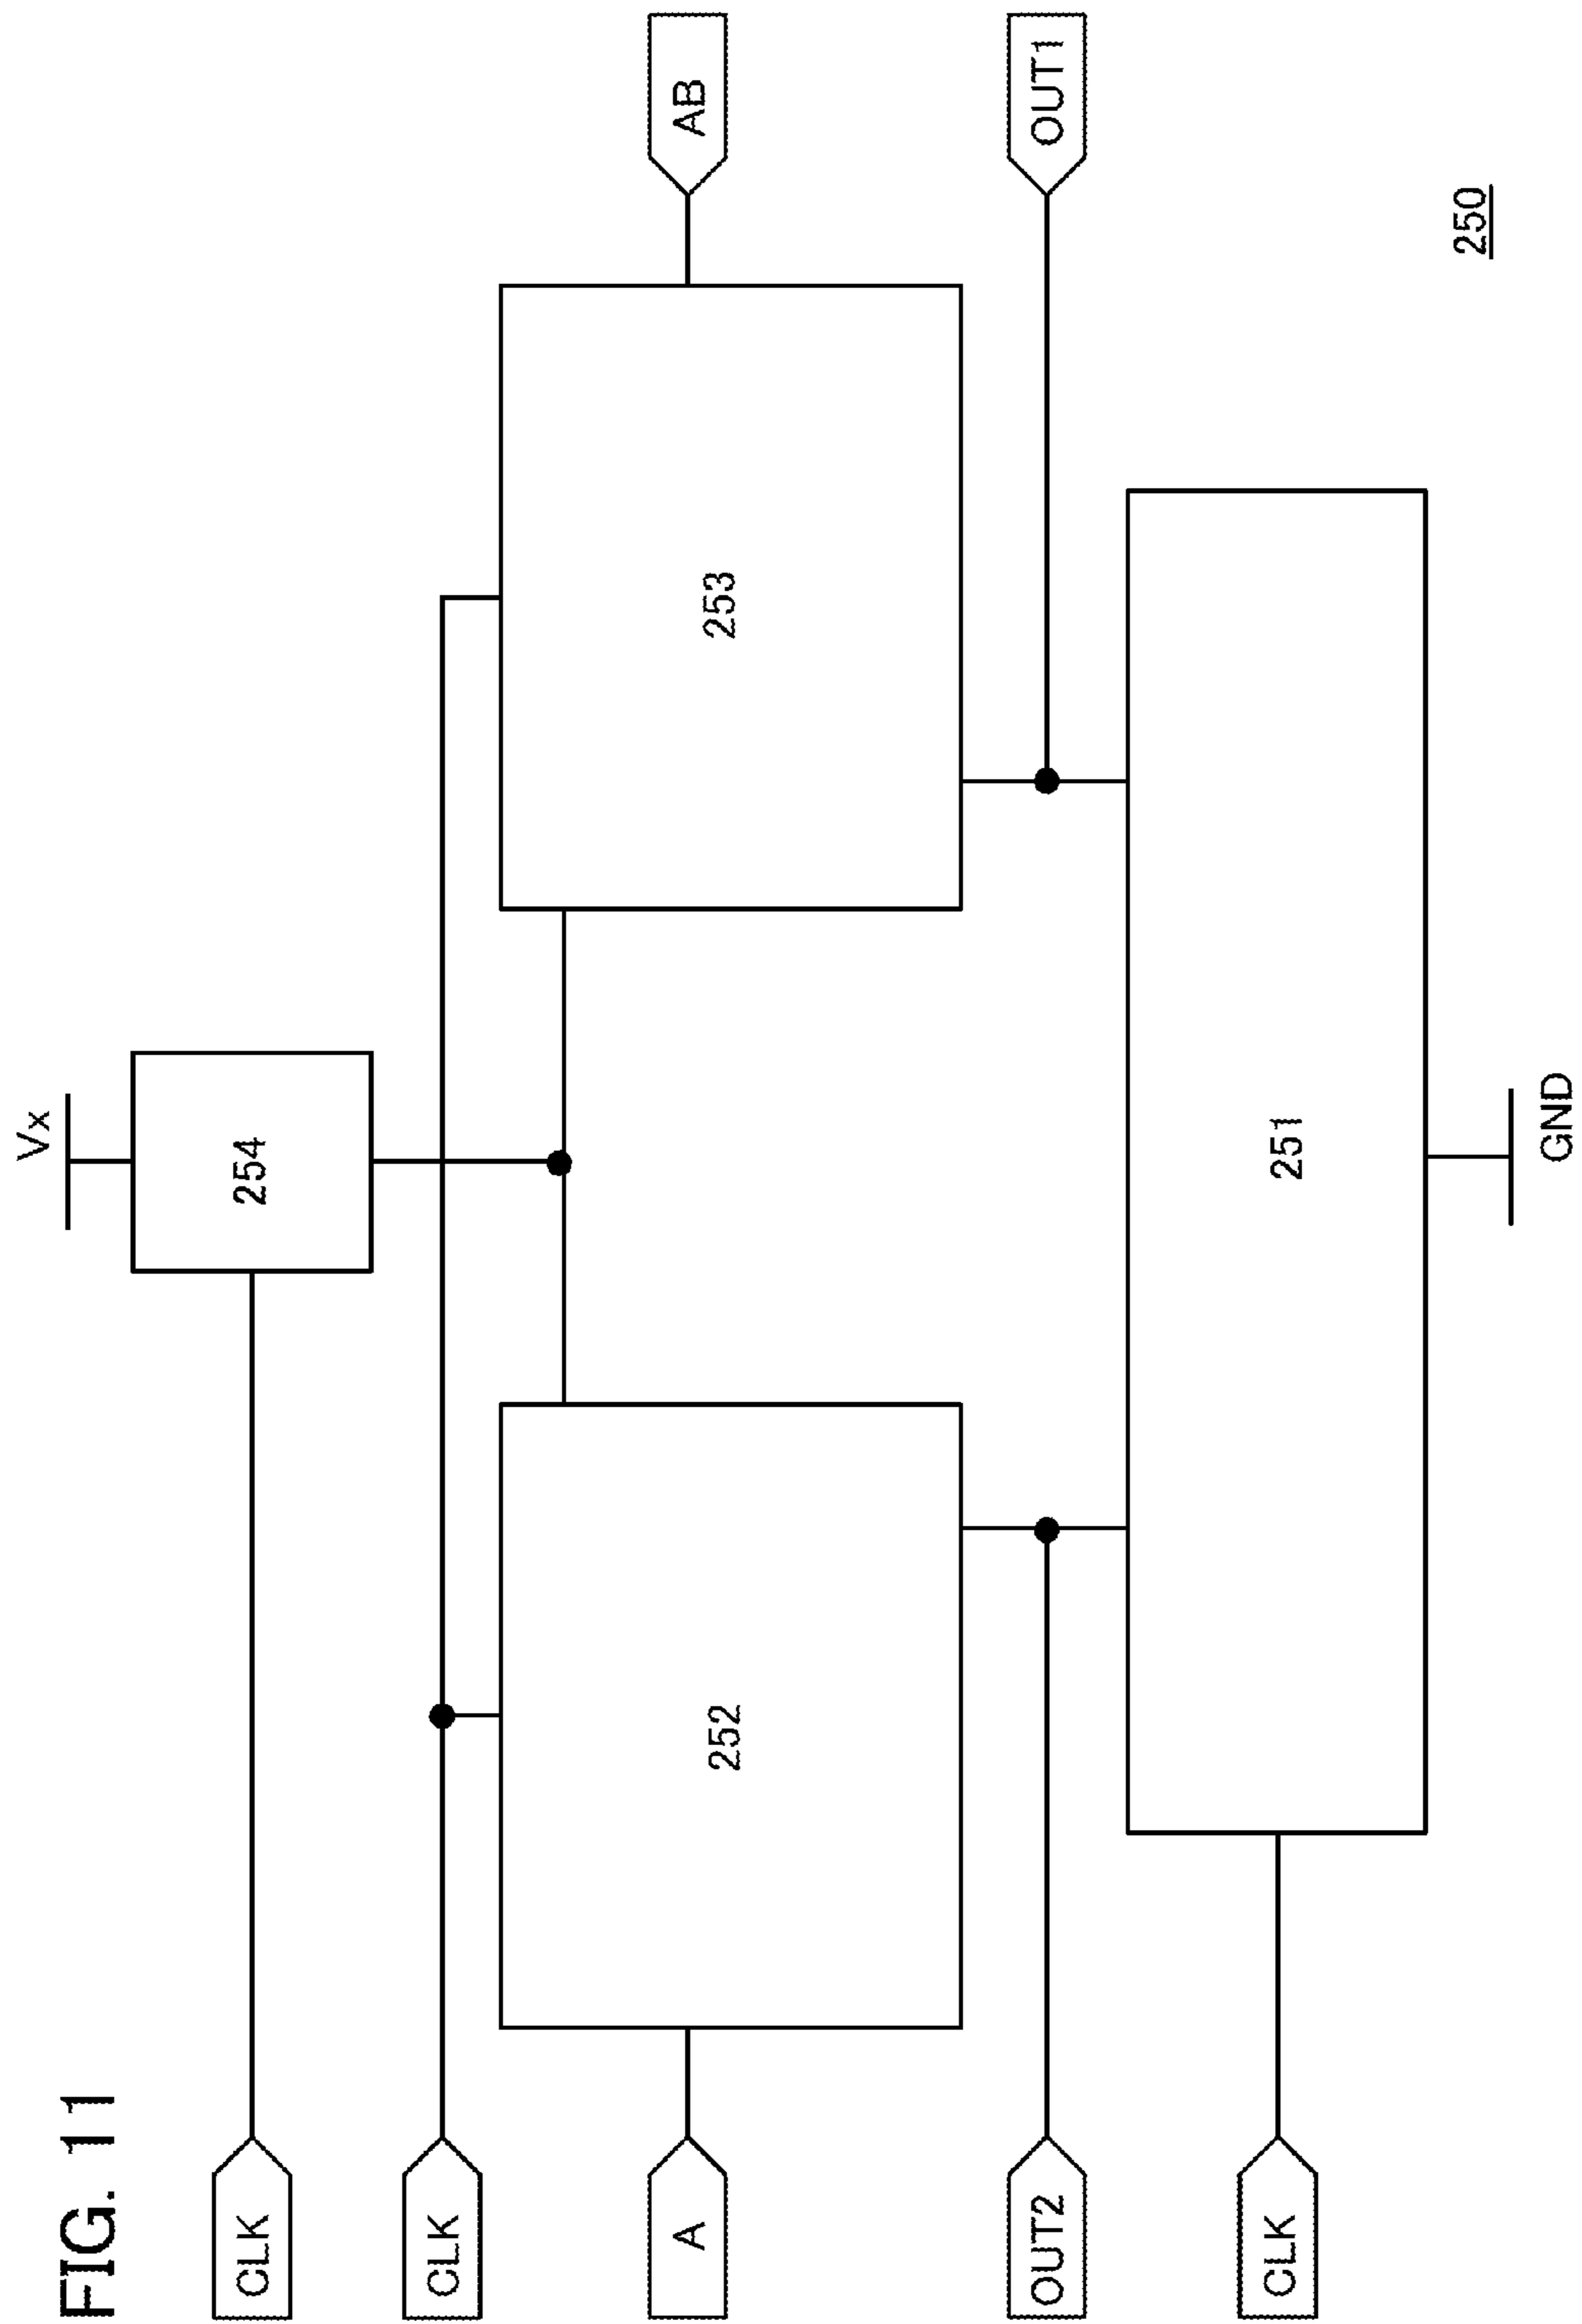 FIG. 11
Vx
CLK
254
CLK
A
252
253
AB
OUT2
OUT1
CLK
251
GND
250